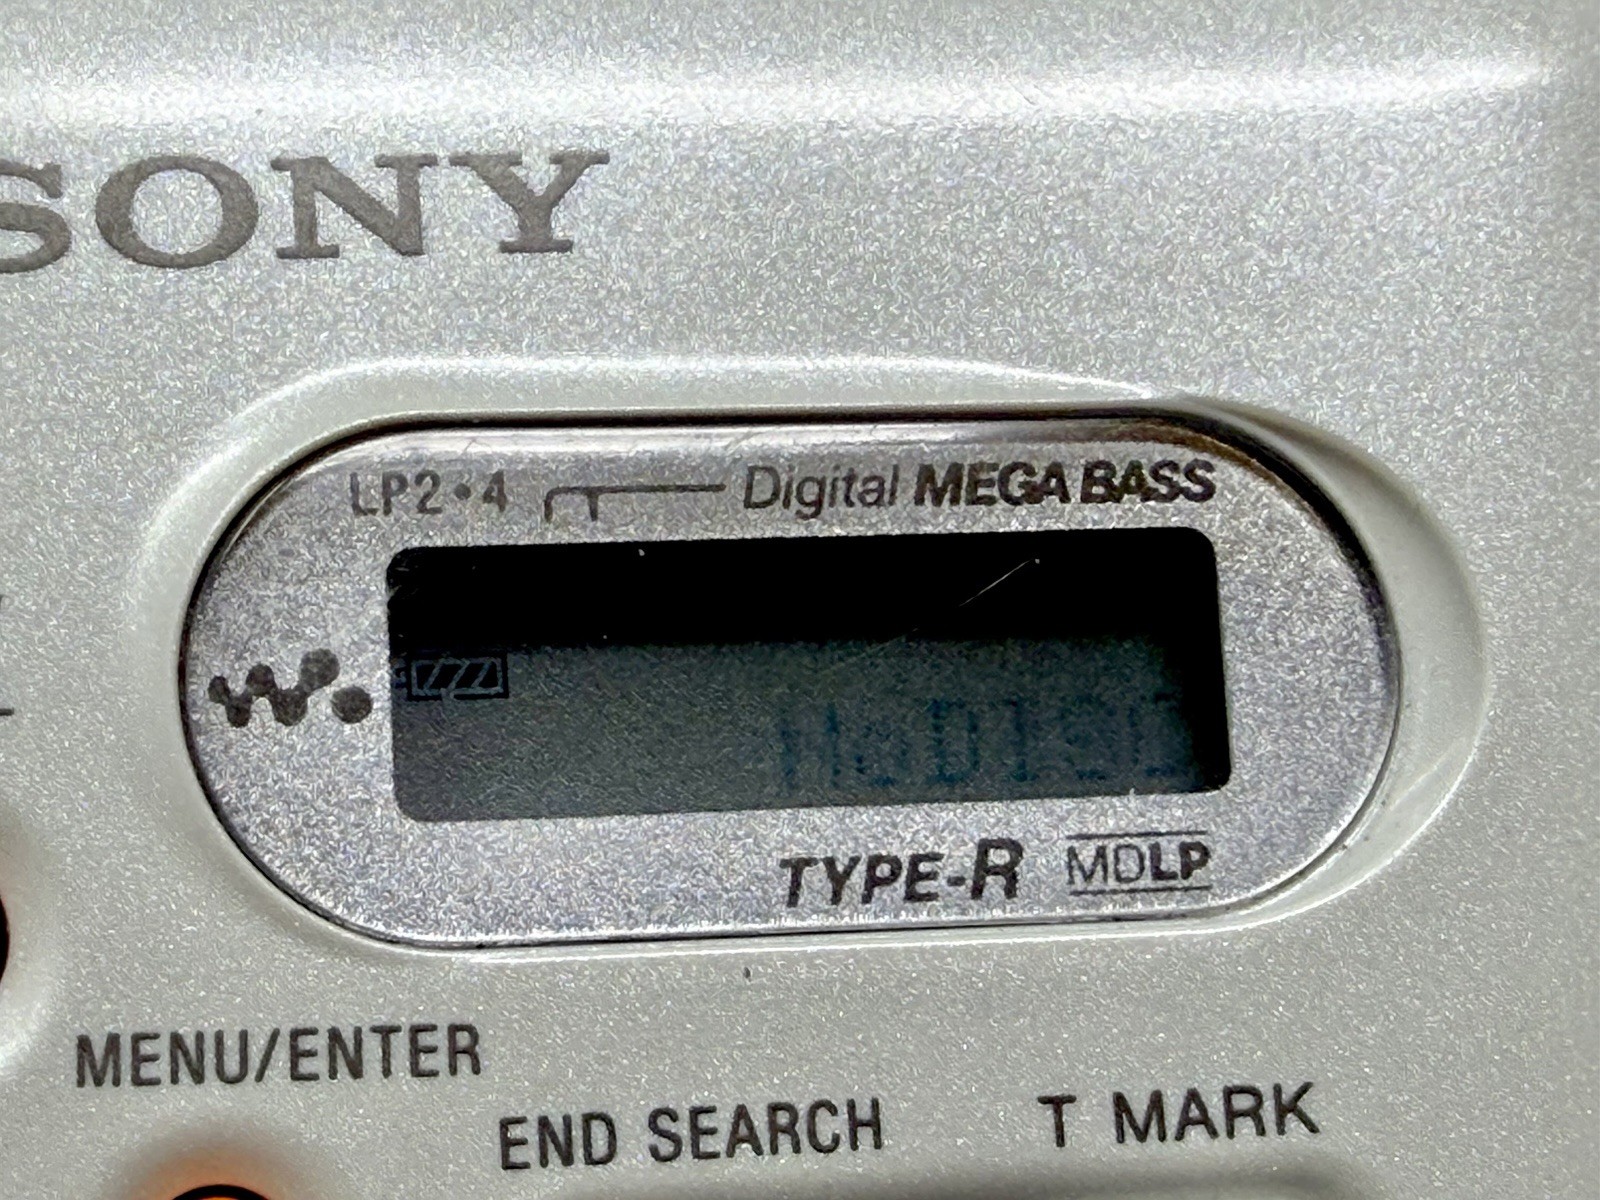 SONY
LP2•4 Digital MEGA BASS
NoDISC
TYPE-R MDLP
MENU/ENTER
END SEARCH T MARK